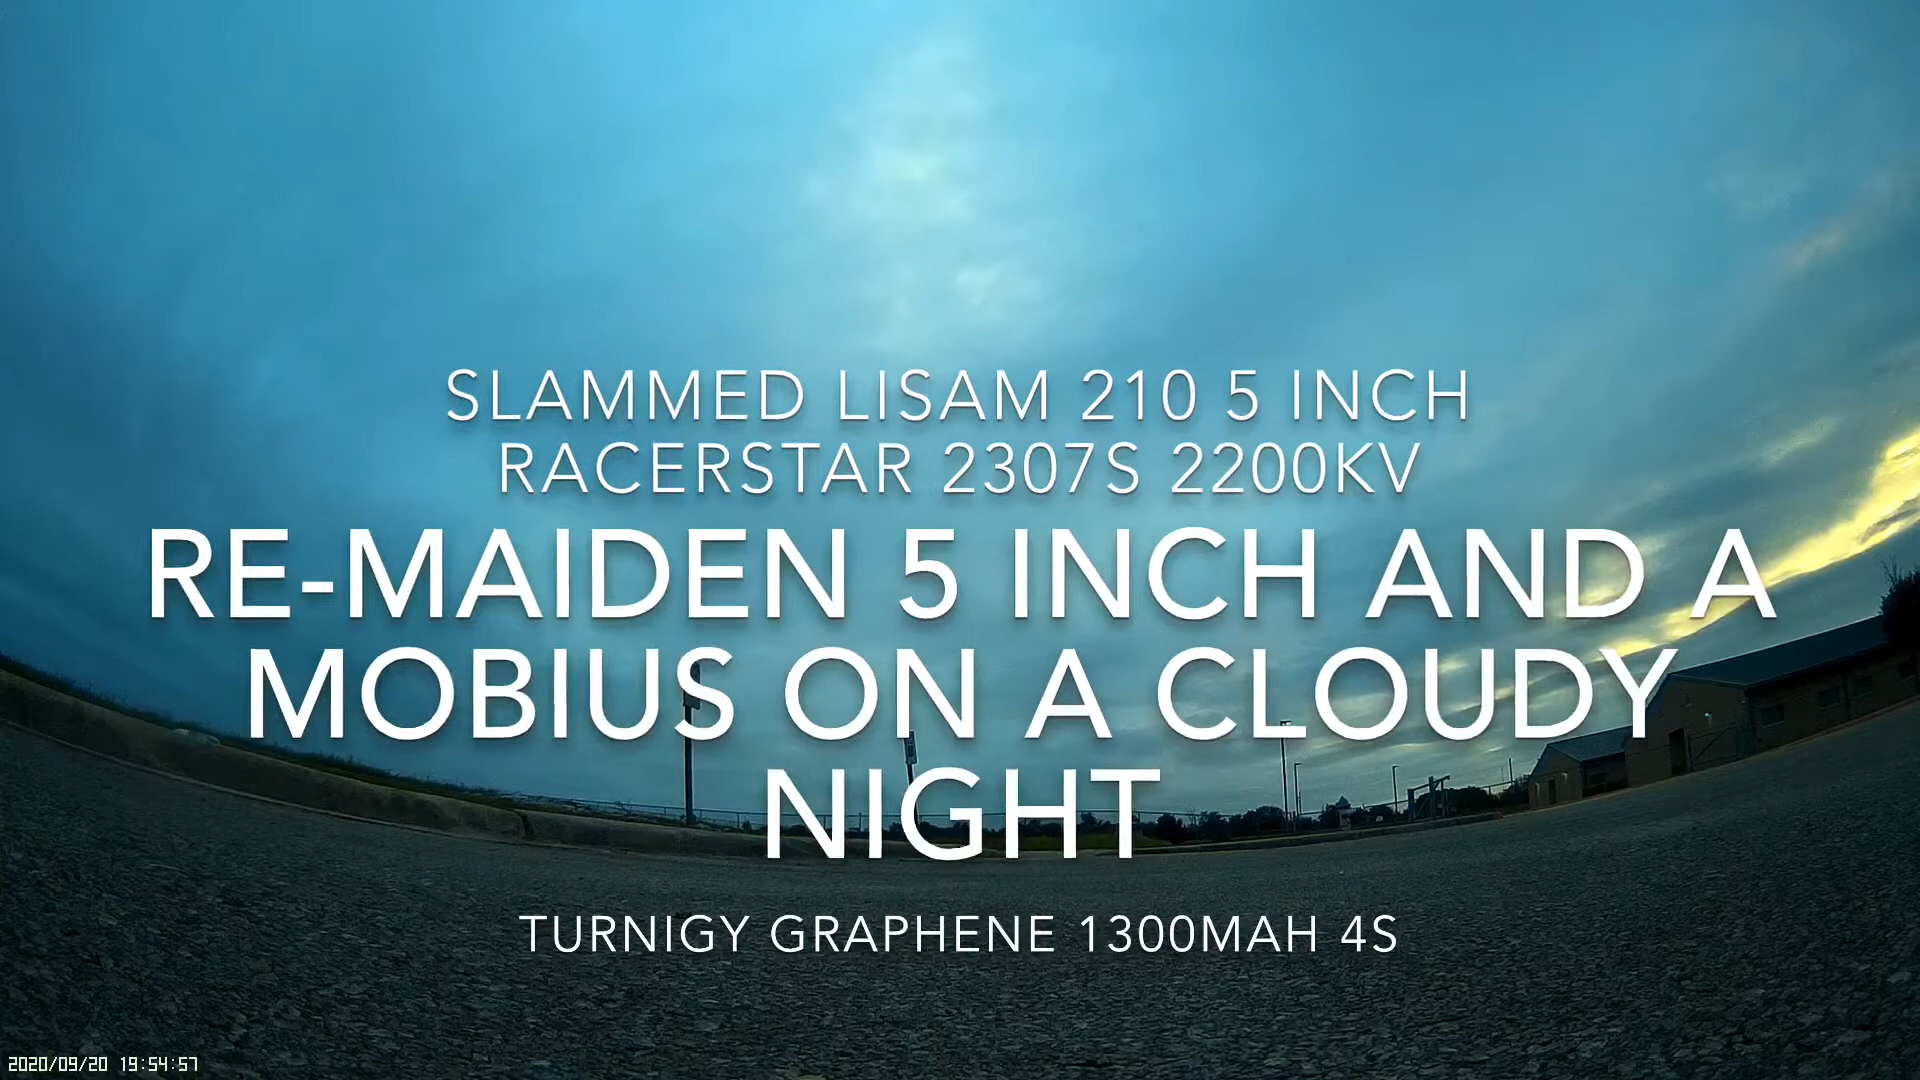 SLAMMED LISAM 210 5 INCH
RACERSTAR 2307S 2200KV
RE-MAIDEN 5 INCH AND A
MOBIUS ON A CLOUDY
NIGHT
TURNIGY GRAPHENE 1300MAH 4S
2020/09/20 19:54:57